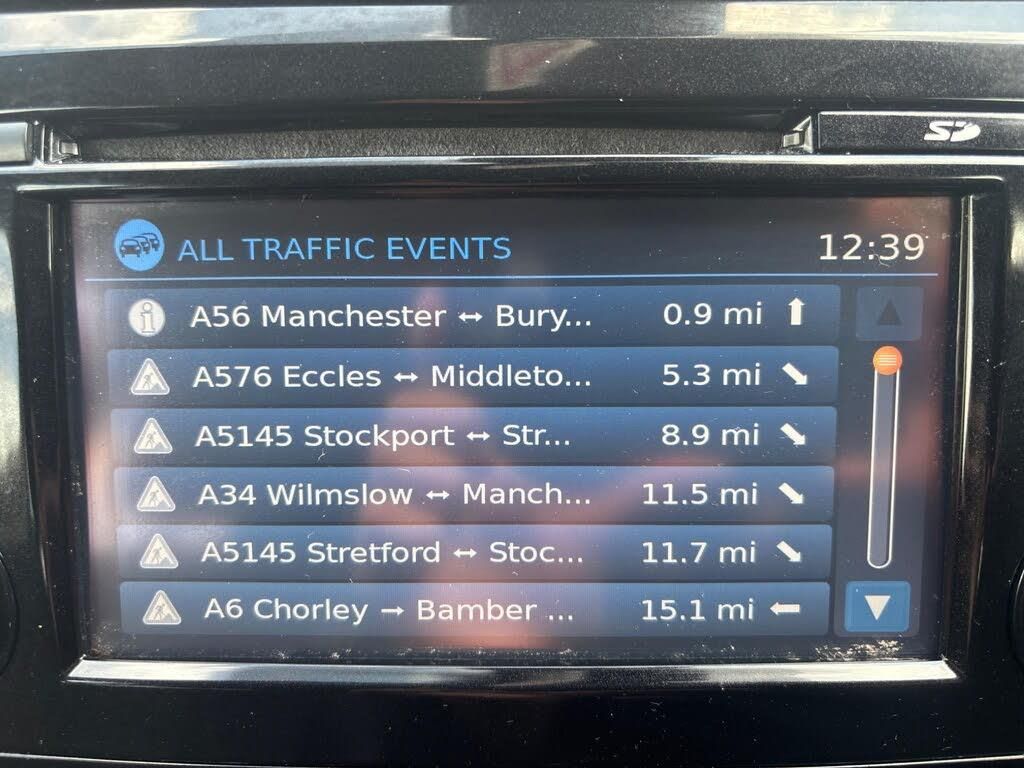 SD
ALL TRAFFIC EVENTS 12:39
i A56 Manchester ↔ Bury... 0.9 mi ⬆
A576 Eccles ↔ Middleto... 5.3 mi ⬊
A5145 Stockport ↔ Str... 8.9 mi ⬊
A34 Wilmslow ↔ Manch... 11.5 mi ⬊
A5145 Stretford ↔ Stoc... 11.7 mi ⬊
A6 Chorley → Bamber ... 15.1 mi ⬅